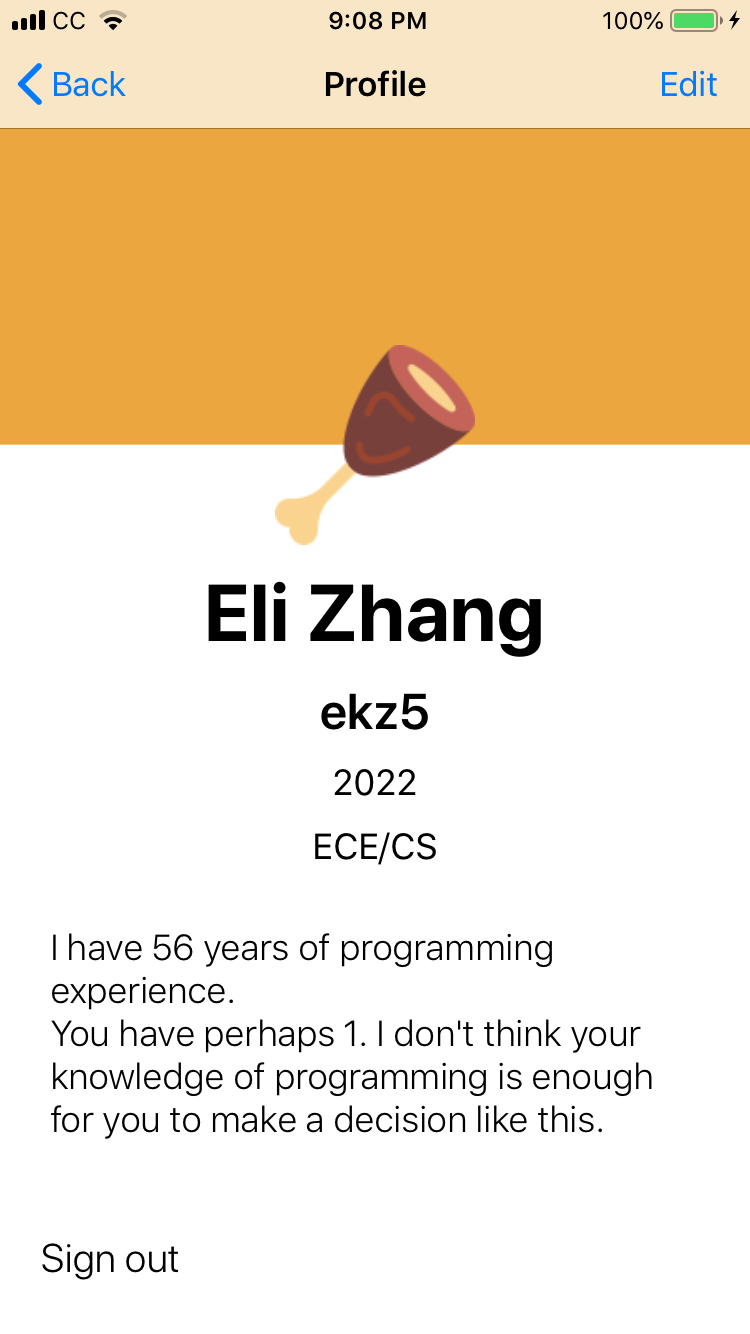 CC 9:08 PM 100%
Back Profile Edit
Eli Zhang
ekz5
2022
ECE/CS
I have 56 years of programming
experience.
You have perhaps 1. I don't think your
knowledge of programming is enough
for you to make a decision like this.
Sign out